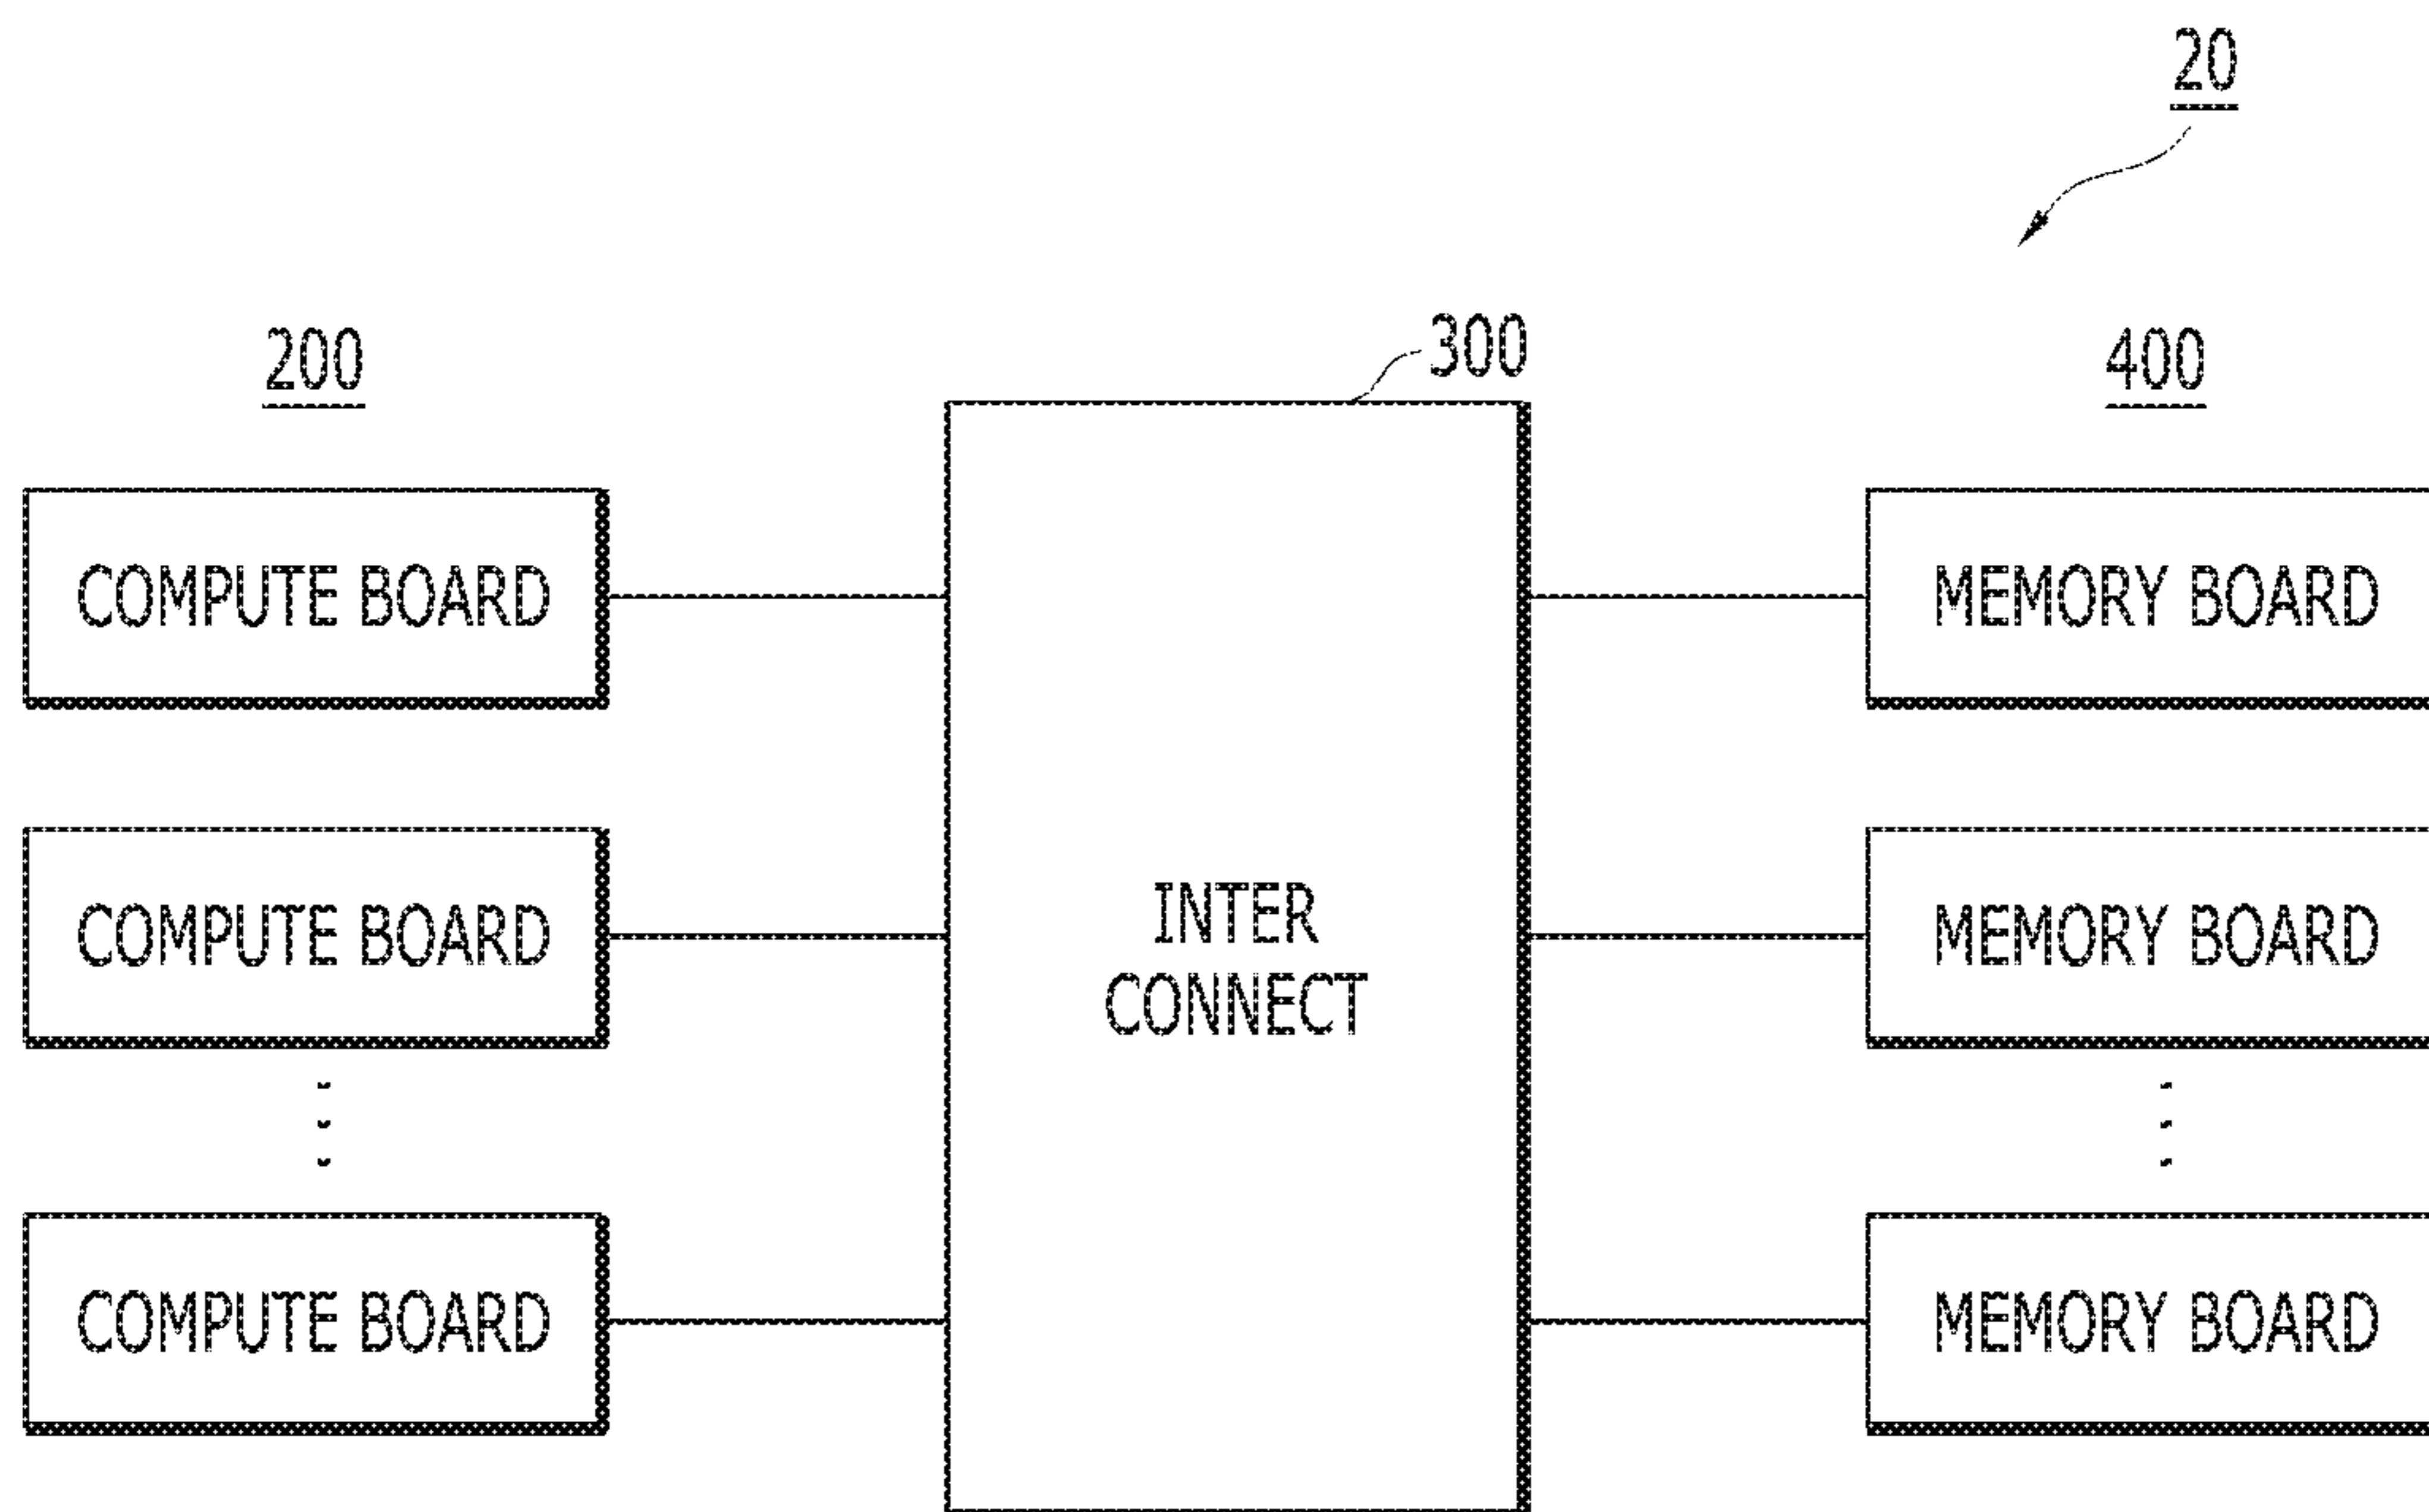 20
200
300
400
COMPUTE BOARD
MEMORY BOARD
COMPUTE BOARD
INTER
CONNECT
MEMORY BOARD
COMPUTE BOARD
MEMORY BOARD